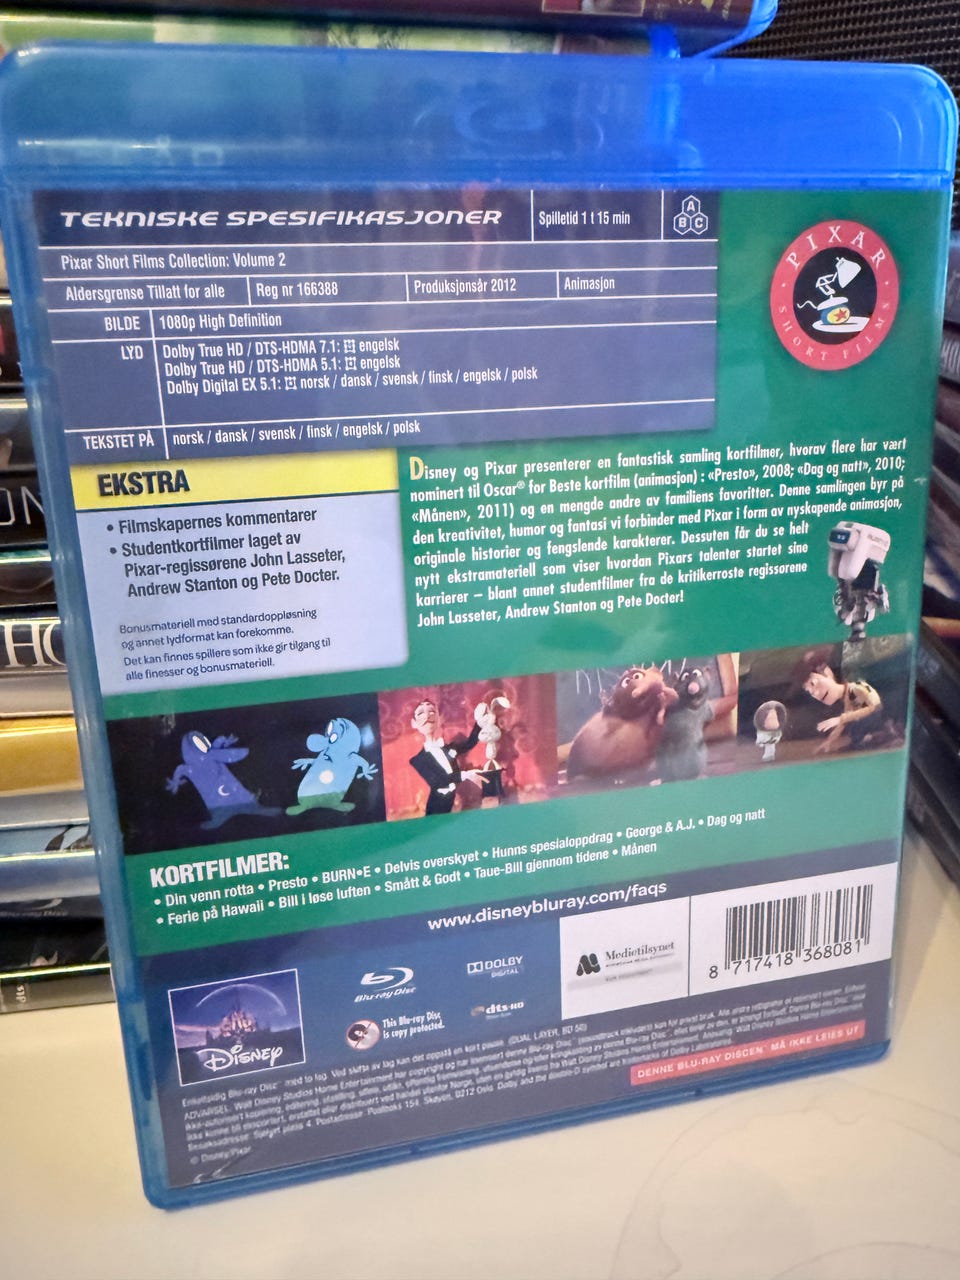 TEKNISKE SPESIFIKASJONER
Spilletid 1 t 15 min
A
B C
Pixar Short Films Collection: Volume 2
Aldersgrense Tillatt for alle
Reg nr 166388
Produksjonsår 2012
Animasjon
BILDE
1080p High Definition
LYD
Dolby True HD / DTS-HDMA 7.1: engelsk
Dolby True HD / DTS-HDMA 5.1: engelsk
Dolby Digital EX 5.1: norsk / dansk / svensk / finsk / engelsk / polsk
TEKSTET PÅ
norsk / dansk / svensk / finsk / engelsk / polsk
PIXAR
SHORT FILMS
EKSTRA
• Filmskapernes kommentarer
• Studentkortfilmer laget av
Pixar-regissørene John Lasseter,
Andrew Stanton og Pete Docter.
Bonusmateriell med standardoppløsning
og annet lydformat kan forekomme.
Det kan finnes spillere som ikke gir tilgang til
alle finesser og bonusmateriell.
Disney og Pixar presenterer en fantastisk samling kortfilmer, hvorav flere har vært
nominert til Oscar® for Beste kortfilm (animasjon) : «Presto», 2008; «Dag og natt», 2010;
«Månen», 2011) og en mengde andre av familiens favoritter. Denne samlingen byr på
den kreativitet, humor og fantasi vi forbinder med Pixar i form av nyskapende animasjon,
originale historier og fengslende karakterer. Dessuten får du se helt
nytt ekstramateriell som viser hvordan Pixars talenter startet sine
karrierer – blant annet studentfilmer fra de kritikerroste regissørene
John Lasseter, Andrew Stanton og Pete Docter!
KORTFILMER:
• Din venn rotta • Presto • BURN•E • Delvis overskyet • Hunns spesialoppdrag • George & A.J. • Dag og natt
• Ferie på Hawaii • Bill i løse luften • Smått & Godt • Taue-Bill gjennom tidene • Månen
www.disneybluray.com/faqs
DISNEY
Blu-ray Disc
DOLBY
DIGITAL
This Blu-ray Disc
is copy protected.
dts-HD
Medietilsynet
8 717418 368081
DENNE BLU-RAY DISCEN MÅ IKKE LEIES UT
© Disney/Pixar